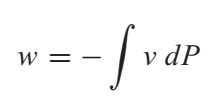 w = − ∫ v dP